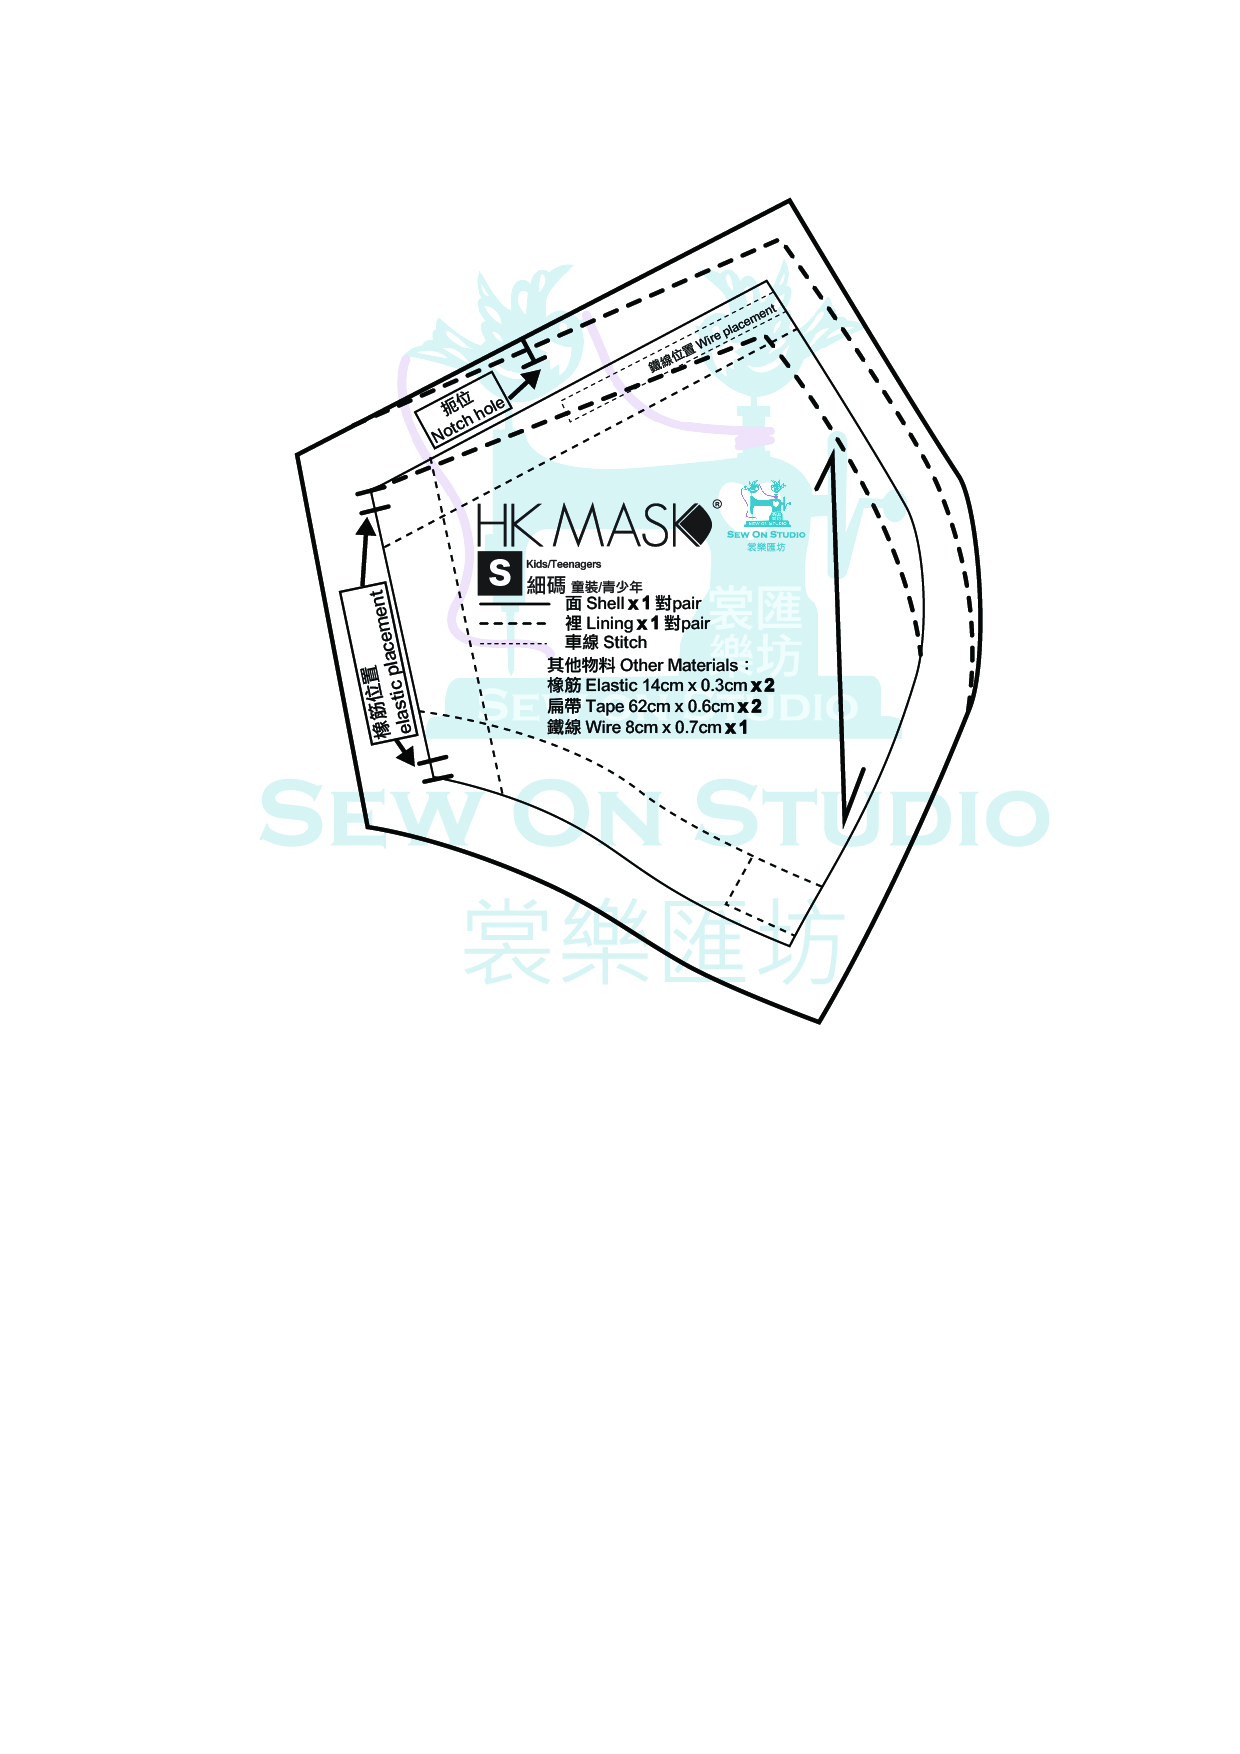 鐵線位置 Wire placement
扼位
Notch hole
HK MASK®
SEW ON STUDIO
裳樂匯坊
S
Kids/Teenagers
細碼 童裝/青少年
面 Shell x 1 對pair
裡 Lining x 1 對pair
車線 Stitch
其他物料 Other Materials：
橡筋 Elastic 14cm x 0.3cm x 2
扁帶 Tape 62cm x 0.6cm x 2
鐵線 Wire 8cm x 0.7cm x 1
橡筋位置
elastic placement
裳匯
樂坊
SEW ON STUDIO
SEW ON STUDIO
裳樂匯坊